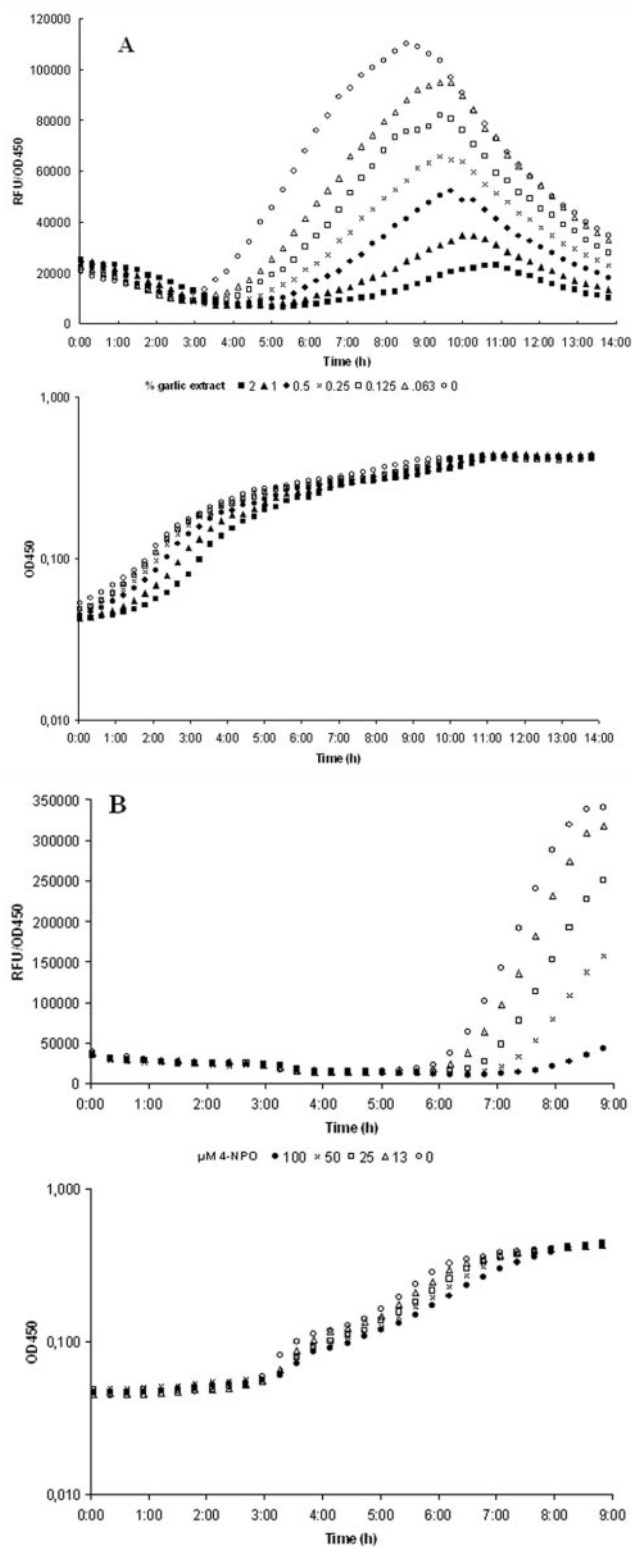 A
RFU/OD450
120000
100000
80000
60000
40000
20000
0
0:00 1:00 2:00 3:00 4:00 5:00 6:00 7:00 8:00 9:00 10:00 11:00 12:00 13:00 14:00
Time (h)
% garlic extract ■ 2 ▲ 1 ◆ 0.5 × 0.25 □ 0.125 △ .063 ○ 0
OD450
1,000
0,100
0,010
0:00 1:00 2:00 3:00 4:00 5:00 6:00 7:00 8:00 9:00 10:00 11:00 12:00 13:00 14:00
Time (h)
B
RFU/OD450
350000
300000
250000
200000
150000
100000
50000
0
0:00 1:00 2:00 3:00 4:00 5:00 6:00 7:00 8:00 9:00
Time (h)
µM 4-NPO ● 100 × 50 □ 25 △ 13 ○ 0
OD450
1,000
0,100
0,010
0:00 1:00 2:00 3:00 4:00 5:00 6:00 7:00 8:00 9:00
Time (h)